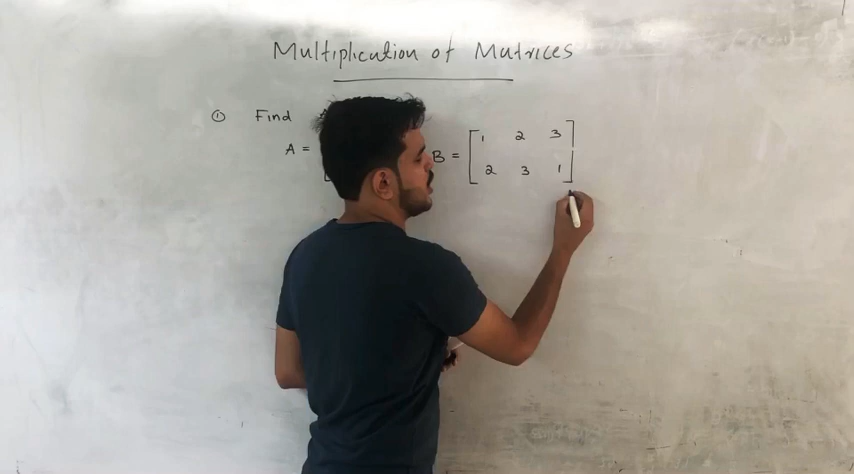 Multiplication of Matrices
① Find
A = B = [ 1 2 3
2 3 1 ]